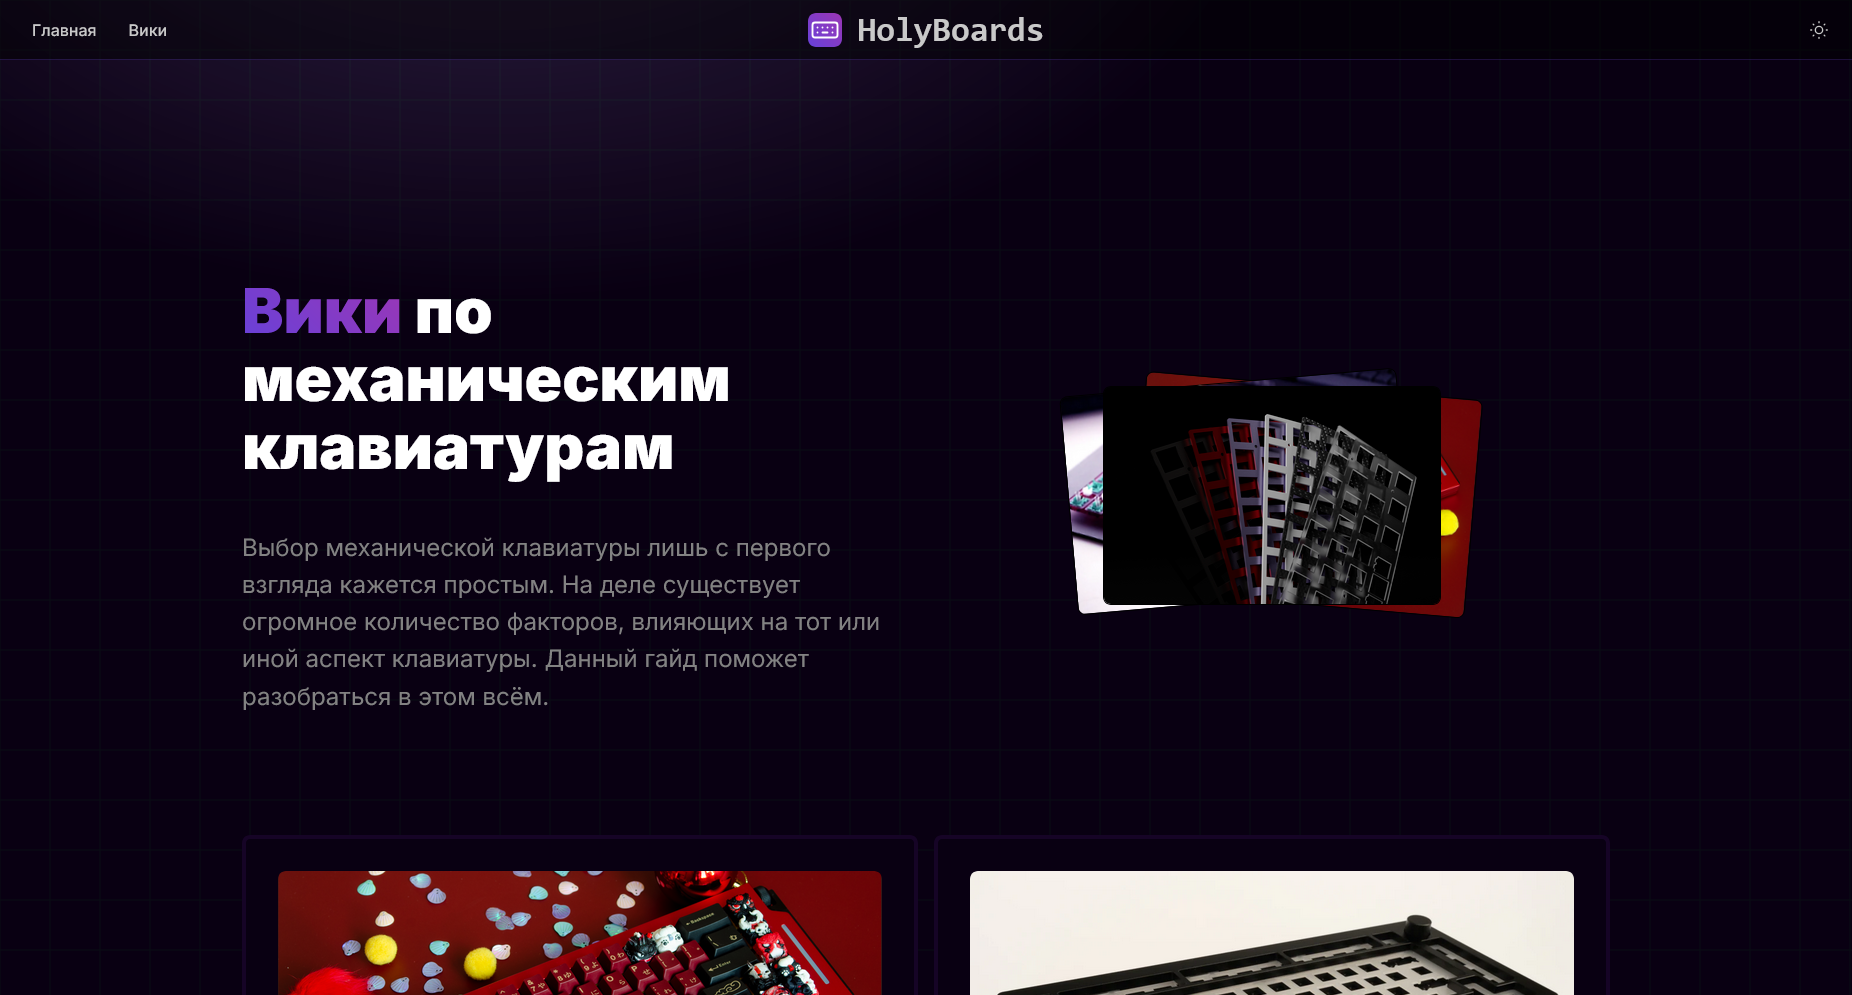 Главная
Вики
HolyBoards
Вики по
механическим
клавиатурам
Выбор механической клавиатуры лишь с первого
взгляда кажется простым. На деле существует
огромное количество факторов, влияющих на тот или
иной аспект клавиатуры. Данный гайд поможет
разобраться в этом всём.